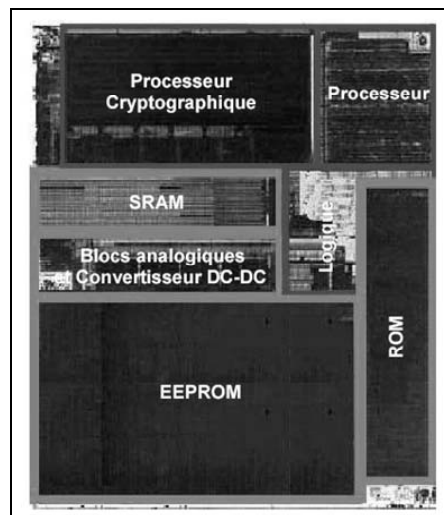 Processeur
Cryptographique
Processeur
SRAM
Logique
Blocs analogiques
et Convertisseur DC-DC
ROM
EEPROM